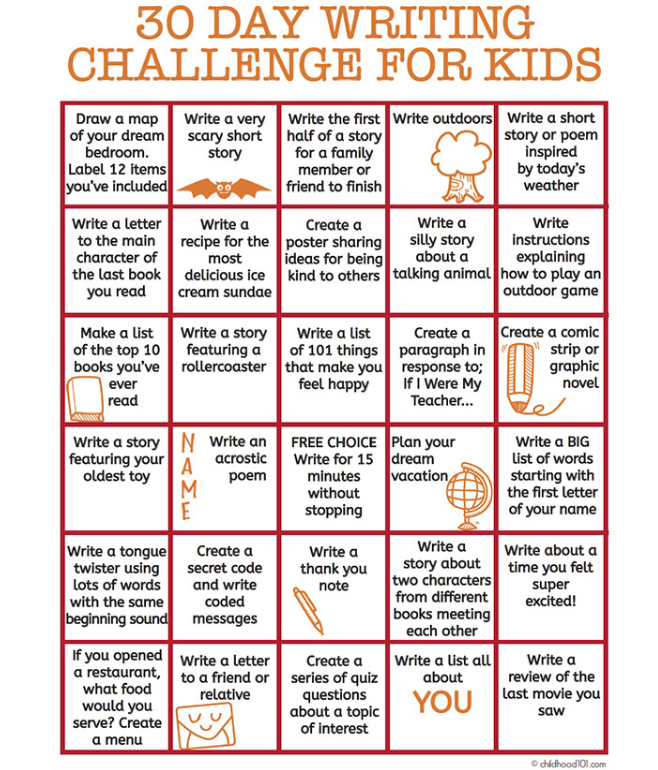 30 DAY WRITING
CHALLENGE FOR KIDS
Draw a map
of your dream
bedroom.
Label 12 items
you've included
Write a very
scary short
story
Write the first
half of a story
for a family
member or
friend to finish
Write outdoors
Write a short
story or poem
inspired
by today's
weather
Write a letter
to the main
character of
the last book
you read
Write a
recipe for the
most
delicious ice
cream sundae
Create a
poster sharing
ideas for being
kind to others
Write a
silly story
about a
talking animal
Write
instructions
explaining
how to play an
outdoor game
Make a list
of the top 10
books you've
ever
read
Write a story
featuring a
rollercoaster
Write a list
of 101 things
that make you
feel happy
Create a
paragraph in
response to;
If I Were My
Teacher...
Create a comic
strip or
graphic
novel
Write a story
featuring your
oldest toy
N
A
M
E
Write an
acrostic
poem
FREE CHOICE
Write for 15
minutes
without
stopping
Plan your
dream
vacation
Write a BIG
list of words
starting with
the first letter
of your name
Write a tongue
twister using
lots of words
with the same
beginning sound
Create a
secret code
and write
coded
messages
Write a
thank you
note
Write a
story about
two characters
from different
books meeting
each other
Write about a
time you felt
super
excited!
If you opened
a restaurant,
what food
would you
serve? Create
a menu
Write a letter
to a friend or
relative
Create a
series of quiz
questions
about a topic
of interest
Write a list all
about
YOU
Write a
review of the
last movie you
saw
© childhood101.com